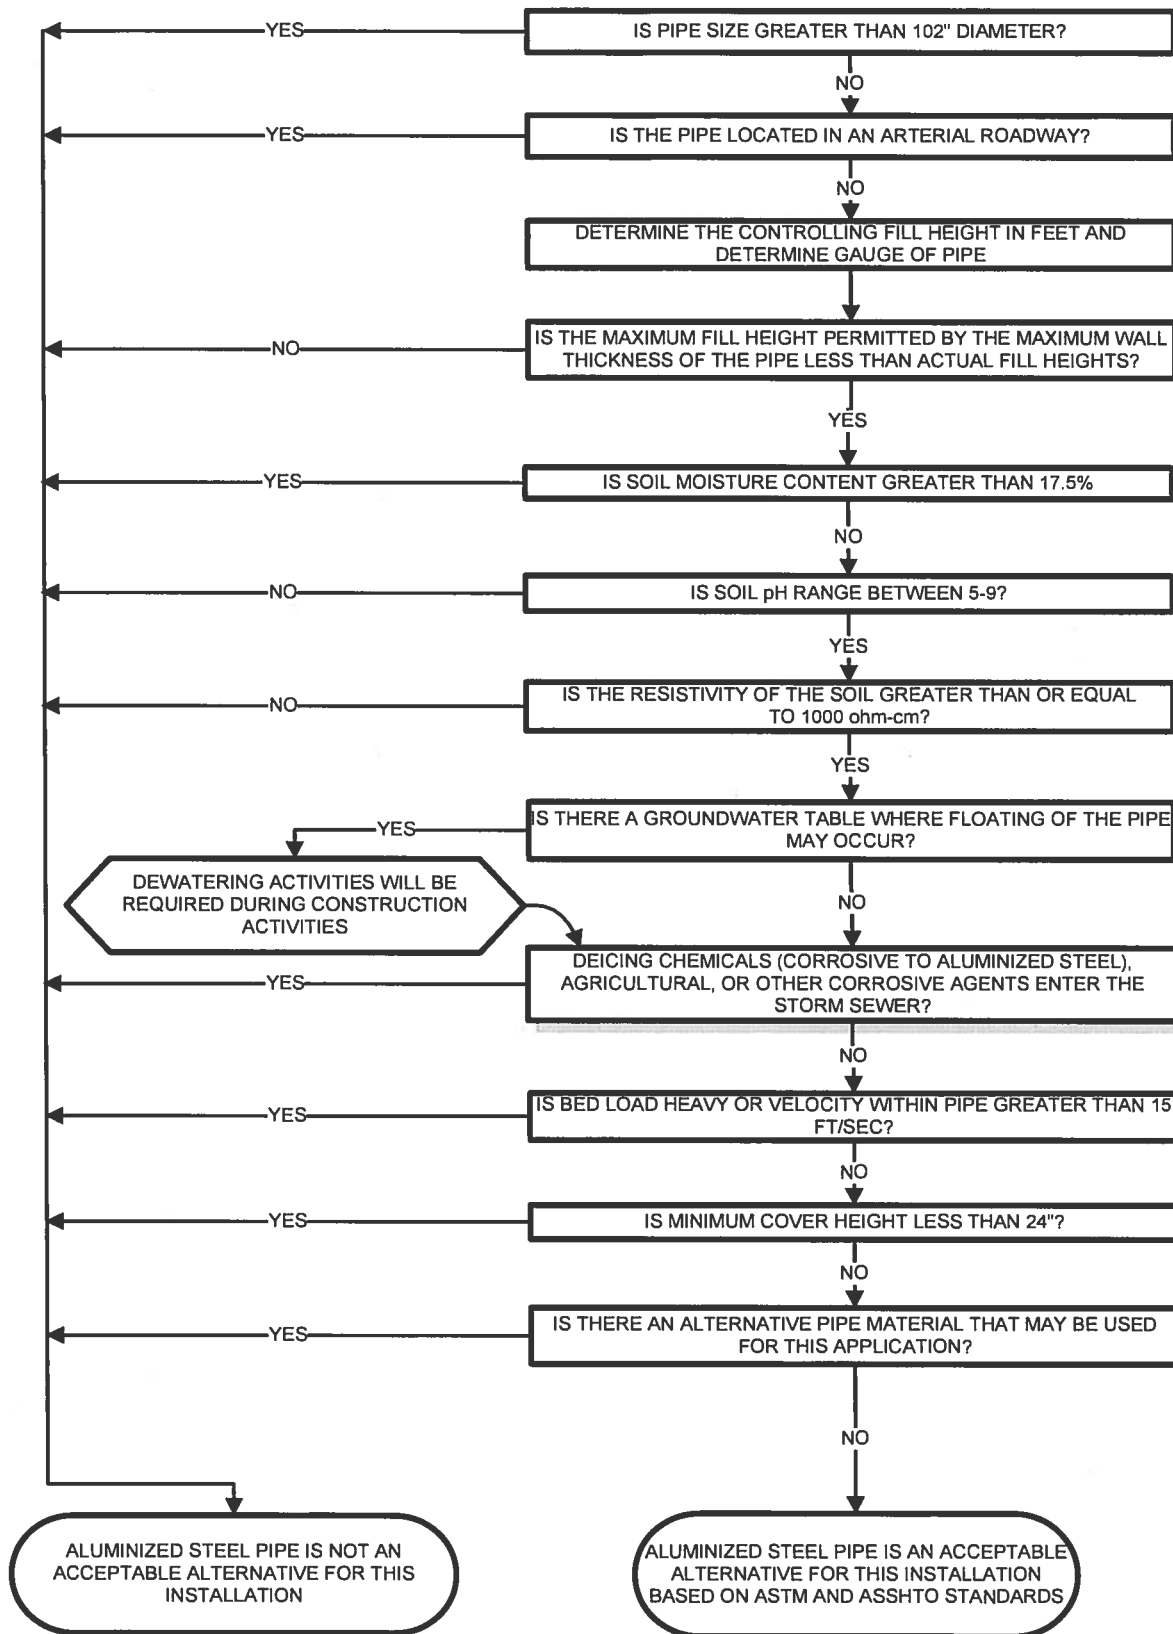 YES
IS PIPE SIZE GREATER THAN 102" DIAMETER?
NO
YES
IS THE PIPE LOCATED IN AN ARTERIAL ROADWAY?
NO
DETERMINE THE CONTROLLING FILL HEIGHT IN FEET AND
DETERMINE GAUGE OF PIPE
NO
IS THE MAXIMUM FILL HEIGHT PERMITTED BY THE MAXIMUM WALL
THICKNESS OF THE PIPE LESS THAN ACTUAL FILL HEIGHTS?
YES
YES
IS SOIL MOISTURE CONTENT GREATER THAN 17.5%
NO
NO
IS SOIL pH RANGE BETWEEN 5-9?
YES
NO
IS THE RESISTIVITY OF THE SOIL GREATER THAN OR EQUAL
TO 1000 ohm-cm?
YES
YES
IS THERE A GROUNDWATER TABLE WHERE FLOATING OF THE PIPE
MAY OCCUR?
DEWATERING ACTIVITIES WILL BE
REQUIRED DURING CONSTRUCTION
ACTIVITIES
NO
YES
DEICING CHEMICALS (CORROSIVE TO ALUMINIZED STEEL),
AGRICULTURAL, OR OTHER CORROSIVE AGENTS ENTER THE
STORM SEWER?
NO
YES
IS BED LOAD HEAVY OR VELOCITY WITHIN PIPE GREATER THAN 15
FT/SEC?
NO
YES
IS MINIMUM COVER HEIGHT LESS THAN 24"?
NO
YES
IS THERE AN ALTERNATIVE PIPE MATERIAL THAT MAY BE USED
FOR THIS APPLICATION?
NO
ALUMINIZED STEEL PIPE IS NOT AN
ACCEPTABLE ALTERNATIVE FOR THIS
INSTALLATION
ALUMINIZED STEEL PIPE IS AN ACCEPTABLE
ALTERNATIVE FOR THIS INSTALLATION
BASED ON ASTM AND ASSHTO STANDARDS